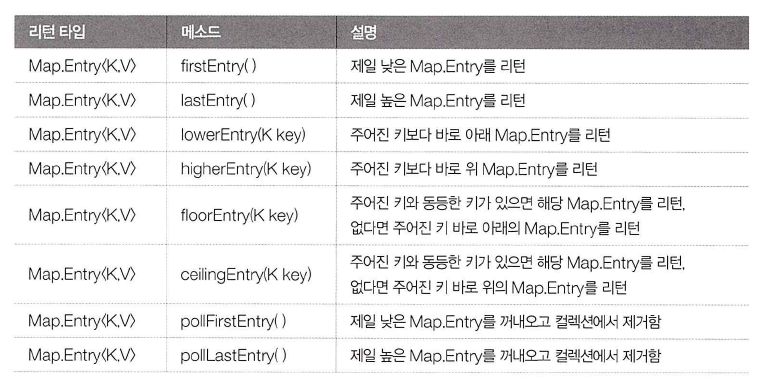 리턴 타입 메소드 설명
Map.Entry〈K,V〉 firstEntry( ) 제일 낮은 Map.Entry를 리턴
Map.Entry〈K,V〉 lastEntry( ) 제일 높은 Map.Entry를 리턴
Map.Entry〈K,V〉 lowerEntry(K key) 주어진 키보다 바로 아래 Map.Entry를 리턴
Map.Entry〈K,V〉 higherEntry(K key) 주어진 키보다 바로 위 Map.Entry를 리턴
Map.Entry〈K,V〉 floorEntry(K key) 주어진 키와 동등한 키가 있으면 해당 Map.Entry를 리턴,
없다면 주어진 키 바로 아래의 Map.Entry를 리턴
Map.Entry〈K,V〉 ceilingEntry(K key) 주어진 키와 동등한 키가 있으면 해당 Map.Entry를 리턴,
없다면 주어진 키 바로 위의 Map.Entry를 리턴
Map.Entry〈K,V〉 pollFirstEntry( ) 제일 낮은 Map.Entry를 꺼내오고 컬렉션에서 제거함
Map.Entry〈K,V〉 pollLastEntry( ) 제일 높은 Map.Entry를 꺼내오고 컬렉션에서 제거함